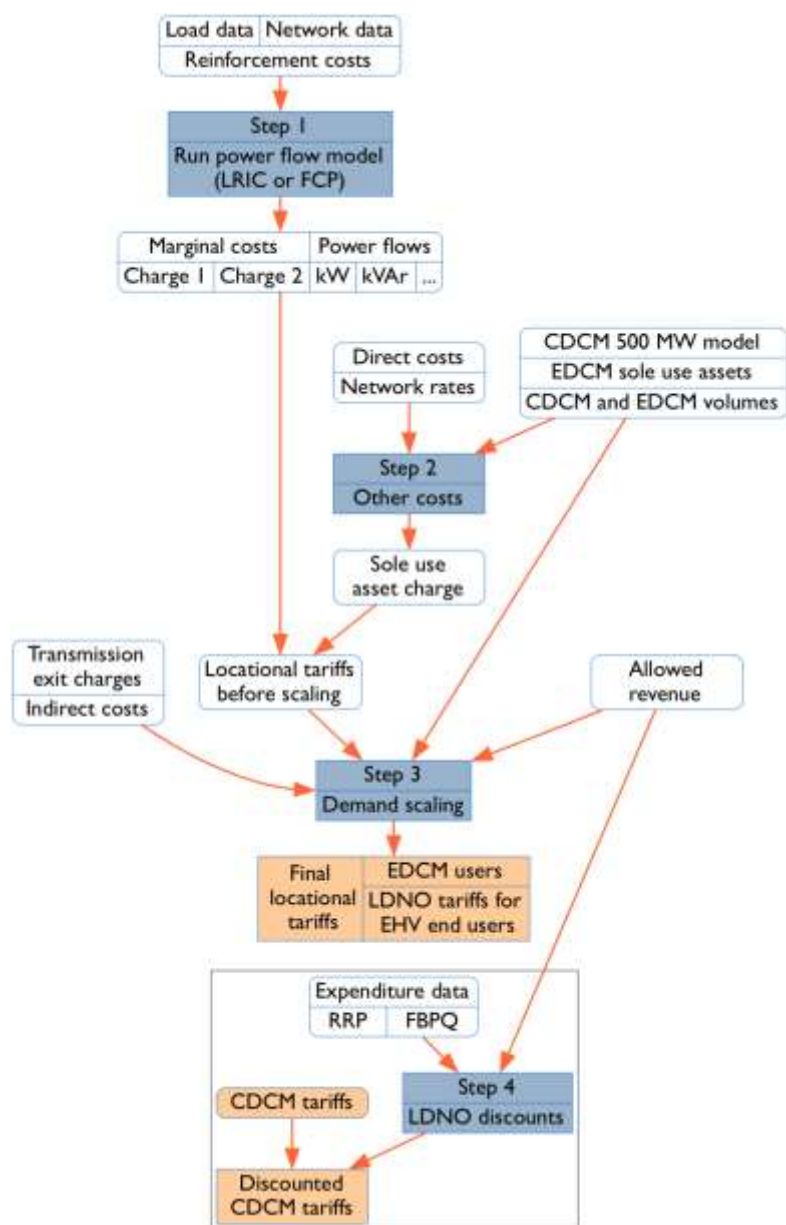 Load data Network data
Reinforcement costs
Step 1
Run power flow model
(LRIC or FCP)
Marginal costs Power flows
Charge 1 Charge 2 kW kVAr ...
Direct costs
Network rates
CDCM 500 MW model
EDCM sole use assets
CDCM and EDCM volumes
Step 2
Other costs
Sole use
asset charge
Transmission
exit charges
Indirect costs
Locational tariffs
before scaling
Allowed
revenue
Step 3
Demand scaling
Final
locational
tariffs
EDCM users
LDNO tariffs for
EHV end users
Expenditure data
RRP FBPQ
Step 4
LDNO discounts
CDCM tariffs
Discounted
CDCM tariffs